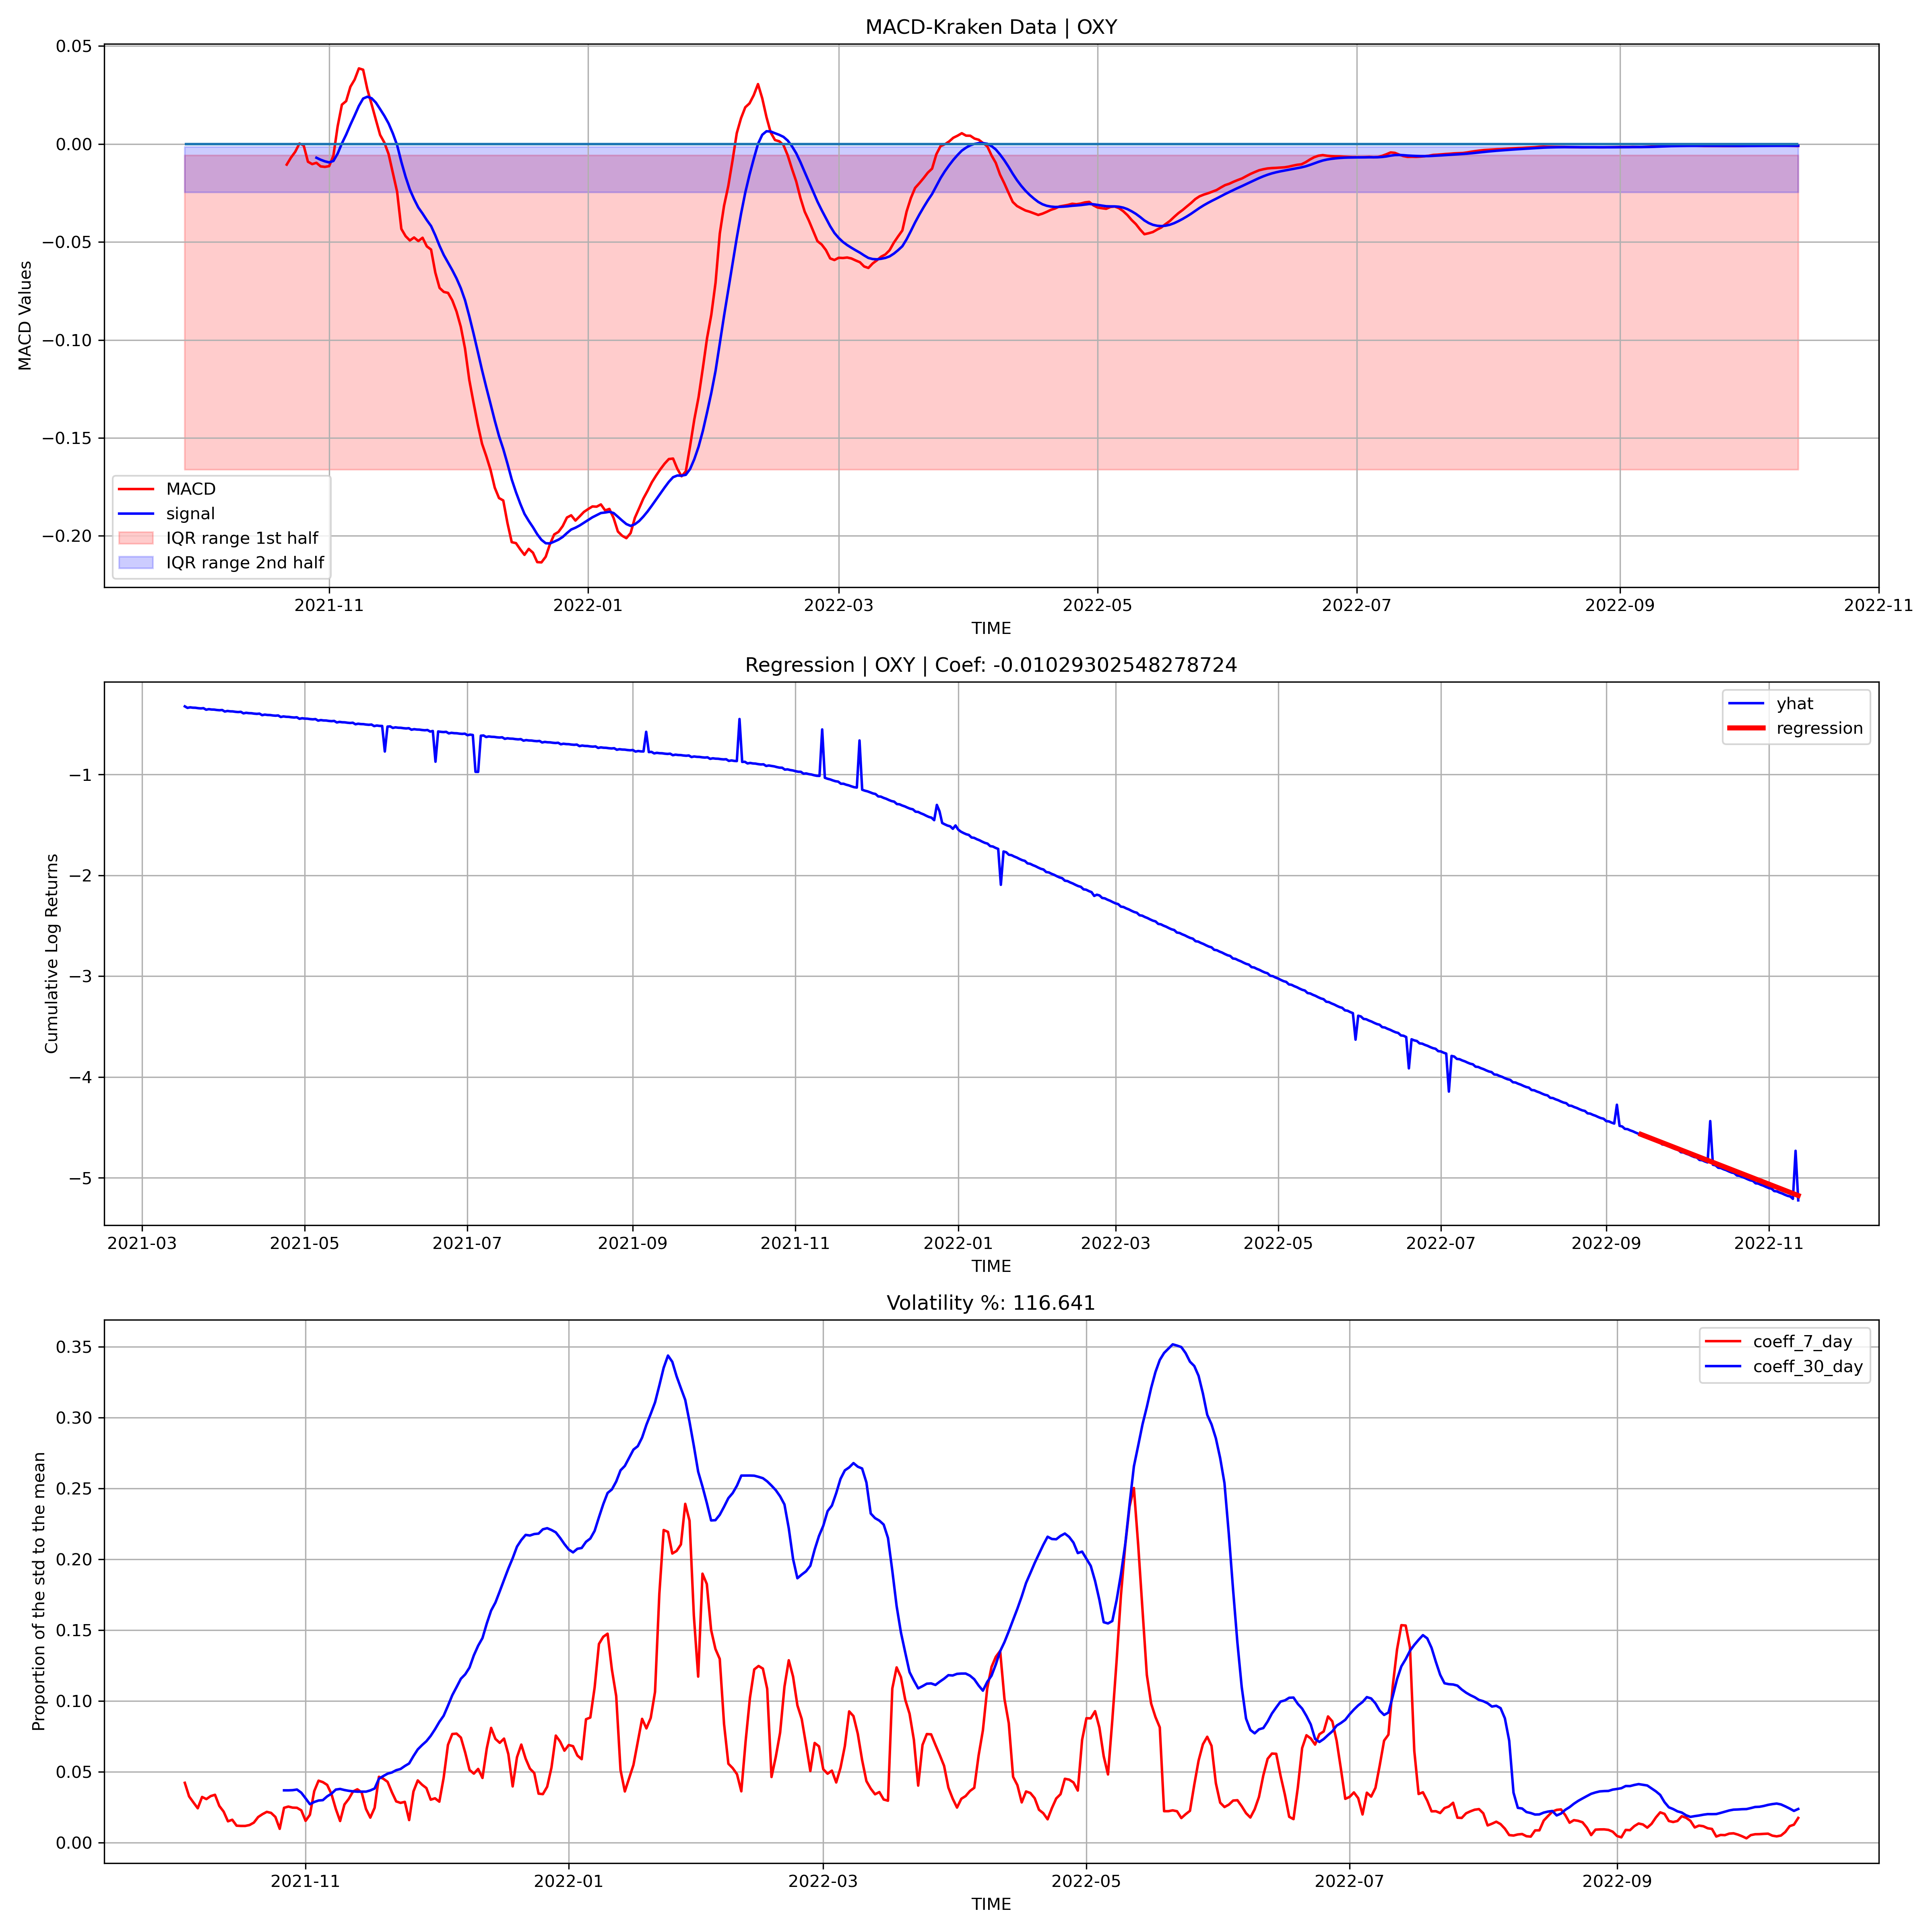 MACD-Kraken Data | OXY
0.05
0.00
−0.05
−0.10
−0.15
−0.20
MACD Values
MACD
signal
IQR range 1st half
IQR range 2nd half
2021-11 2022-01 2022-03 2022-05 2022-07 2022-09 2022-11
TIME
Regression | OXY | Coef: -0.01029302548278724
yhat
regression
−1
−2
−3
−4
−5
Cumulative Log Returns
2021-03 2021-05 2021-07 2021-09 2021-11 2022-01 2022-03 2022-05 2022-07 2022-09 2022-11
TIME
Volatility %: 116.641
coeff_7_day
coeff_30_day
0.35
0.30
0.25
0.20
0.15
0.10
0.05
0.00
Proportion of the std to the mean
2021-11 2022-01 2022-03 2022-05 2022-07 2022-09
TIME